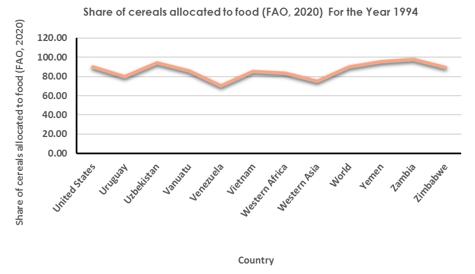 Share of cereals allocated to food (FAO, 2020)  For the Year 1994
Share of cereals allocated to food (FAO, 2020)
120.00
100.00
80.00
60.00
40.00
20.00
0.00
United States
Uruguay
Uzbekistan
Vanuatu
Venezuela
Vietnam
Western Africa
Western Asia
World
Yemen
Zambia
Zimbabwe
Country